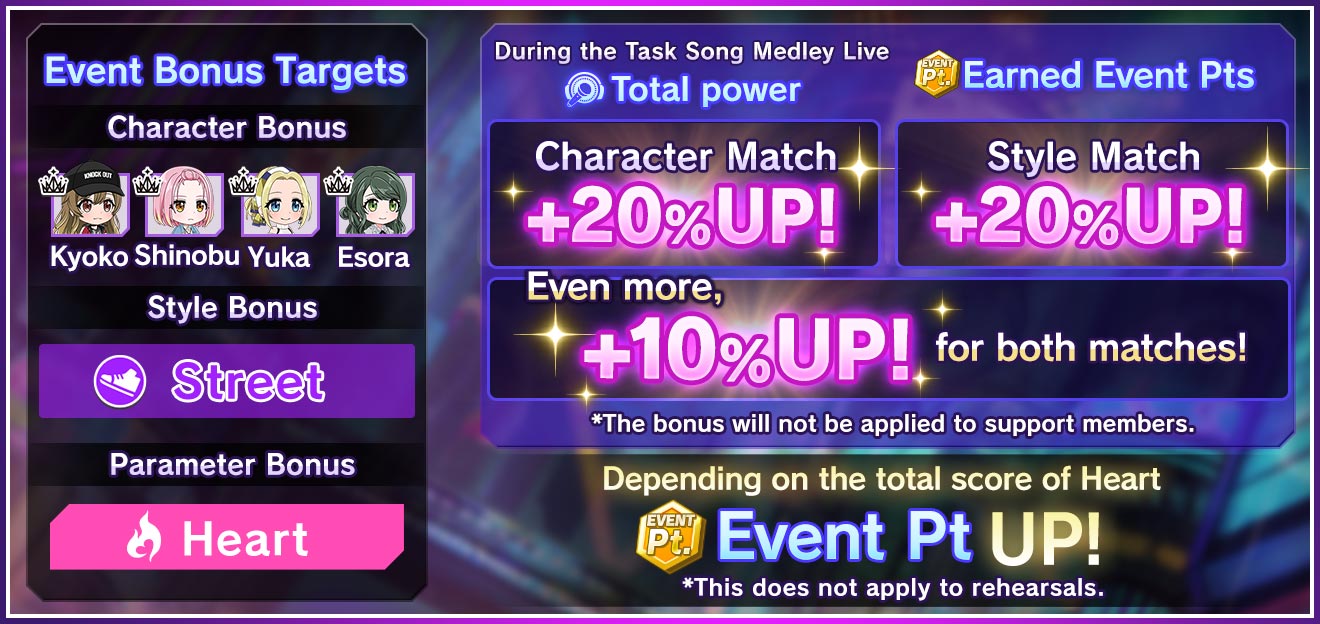 Event Bonus Targets
Character Bonus
KNOCK OUT
Kyoko Shinobu Yuka Esora
Style Bonus
Street
Parameter Bonus
Heart
During the Task Song Medley Live
Total power
EVENT
Pt.
Earned Event Pts
Character Match
+20%UP!
Style Match
+20%UP!
Even more,
+10%UP! for both matches!
*The bonus will not be applied to support members.
Depending on the total score of Heart
EVENT
Pt.
Event Pt UP!
*This does not apply to rehearsals.